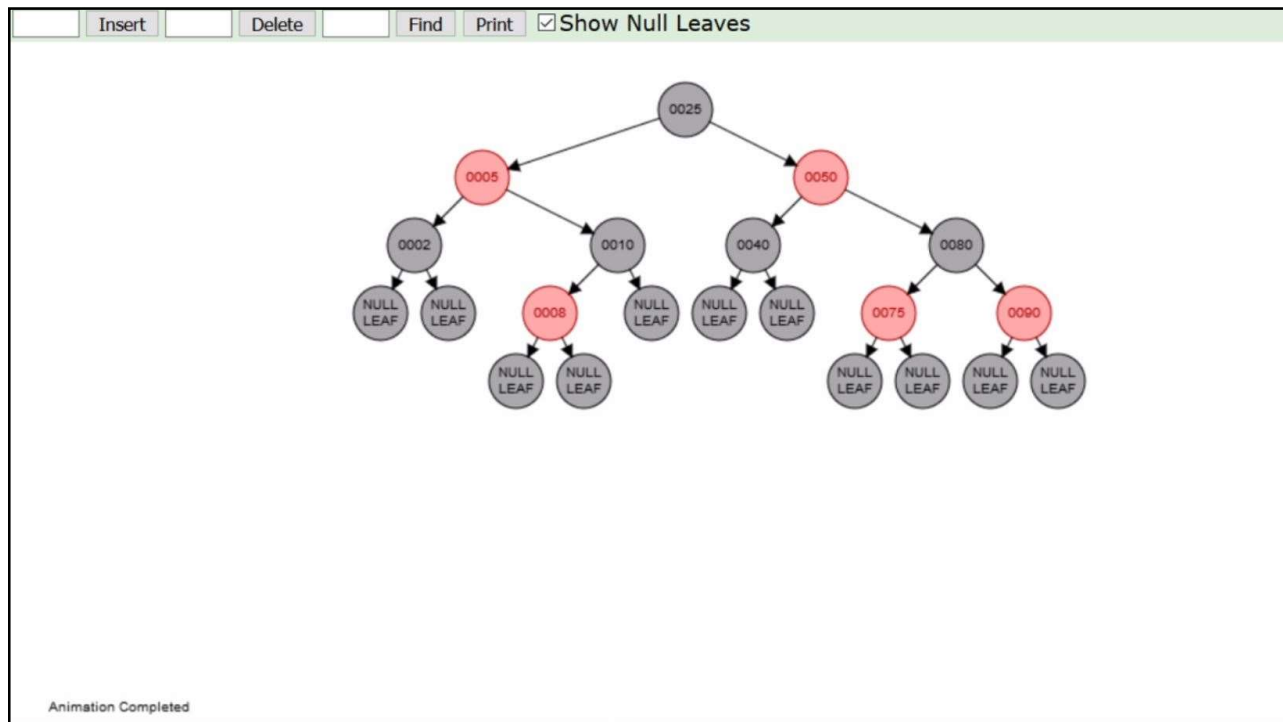 Insert Delete Find Print Show Null Leaves
0025
0005 0050
0002 0010 0040 0080
NULL NULL 0008 NULL NULL NULL 0075 0090
LEAF LEAF LEAF LEAF LEAF
NULL NULL NULL NULL NULL NULL
LEAF LEAF LEAF LEAF LEAF LEAF
Animation Completed